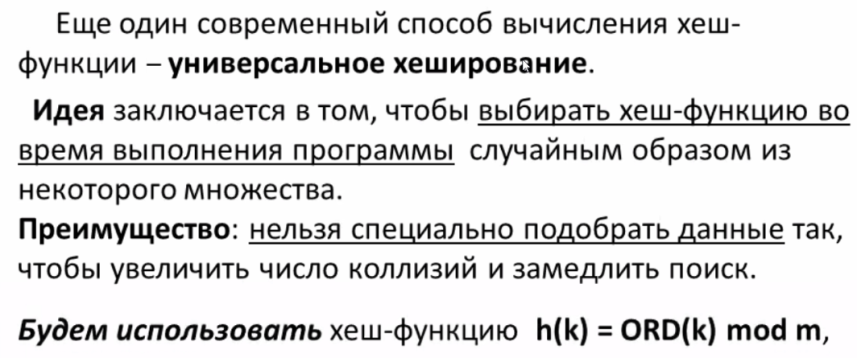 Еще один современный способ вычисления хеш-
функции – универсальное хеширование.
Идея заключается в том, чтобы выбирать хеш-функцию во
время выполнения программы случайным образом из
некоторого множества.
Преимущество: нельзя специально подобрать данные так,
чтобы увеличить число коллизий и замедлить поиск.
Будем использовать хеш-функцию h(k) = ORD(k) mod m,